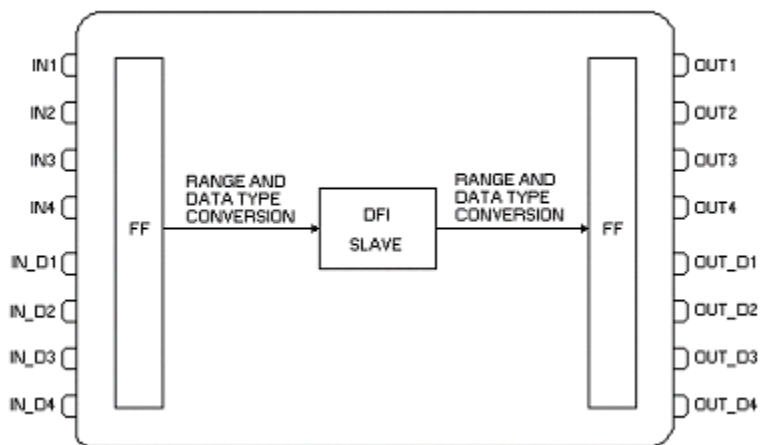 IN1
IN2
IN3
IN4
IN_D1
IN_D2
IN_D3
IN_D4
FF
RANGE AND
DATA TYPE
CONVERSION
DFI
SLAVE
RANGE AND
DATA TYPE
CONVERSION
FF
OUT1
OUT2
OUT3
OUT4
OUT_D1
OUT_D2
OUT_D3
OUT_D4